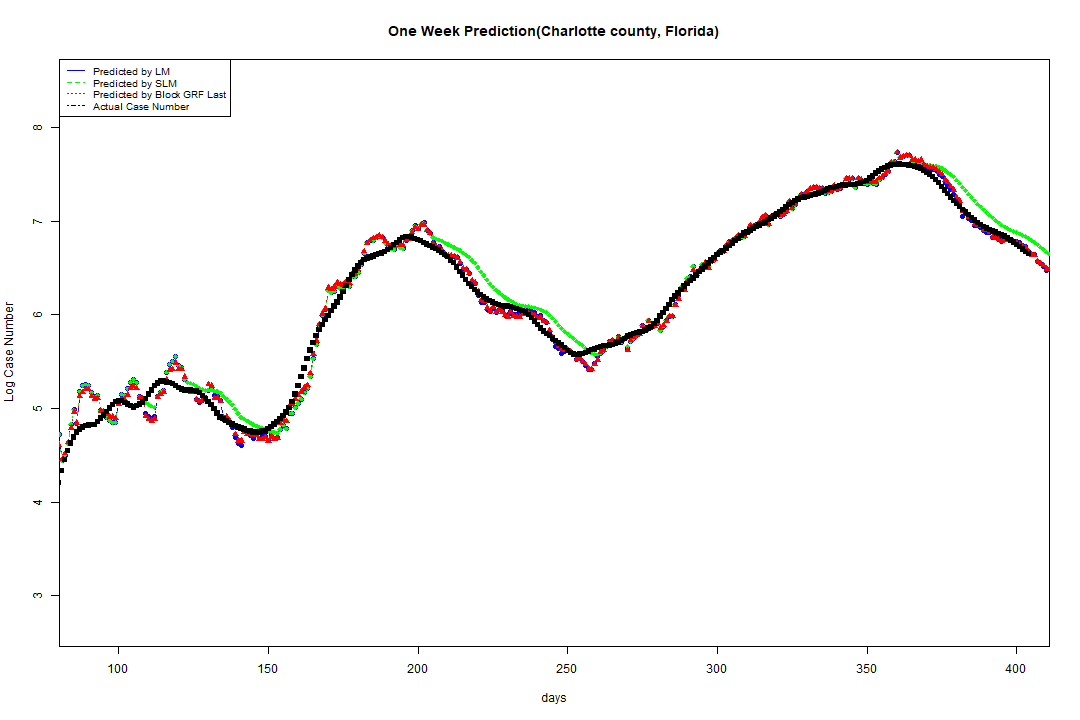 One Week Prediction(Charlotte county, Florida)
Predicted by LM
Predicted by SLM
Predicted by Block GRF Last
Actual Case Number
Log Case Number
8
7
6
5
4
3
100 150 200 250 300 350 400
days